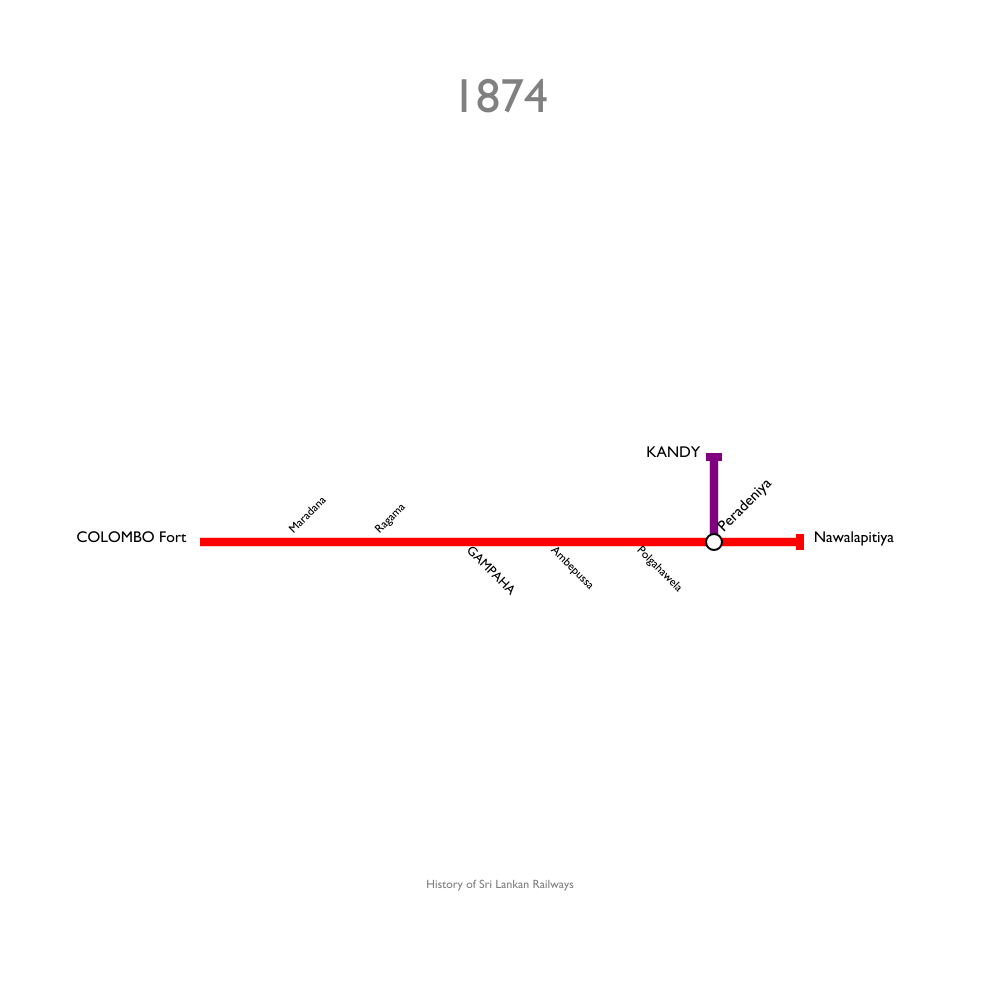 1874
KANDY
Peradeniya
Maradana
Ragama
COLOMBO Fort
Nawalapitiya
GAMPAHA
Ambepussa
Polgahawela
History of Sri Lankan Railways